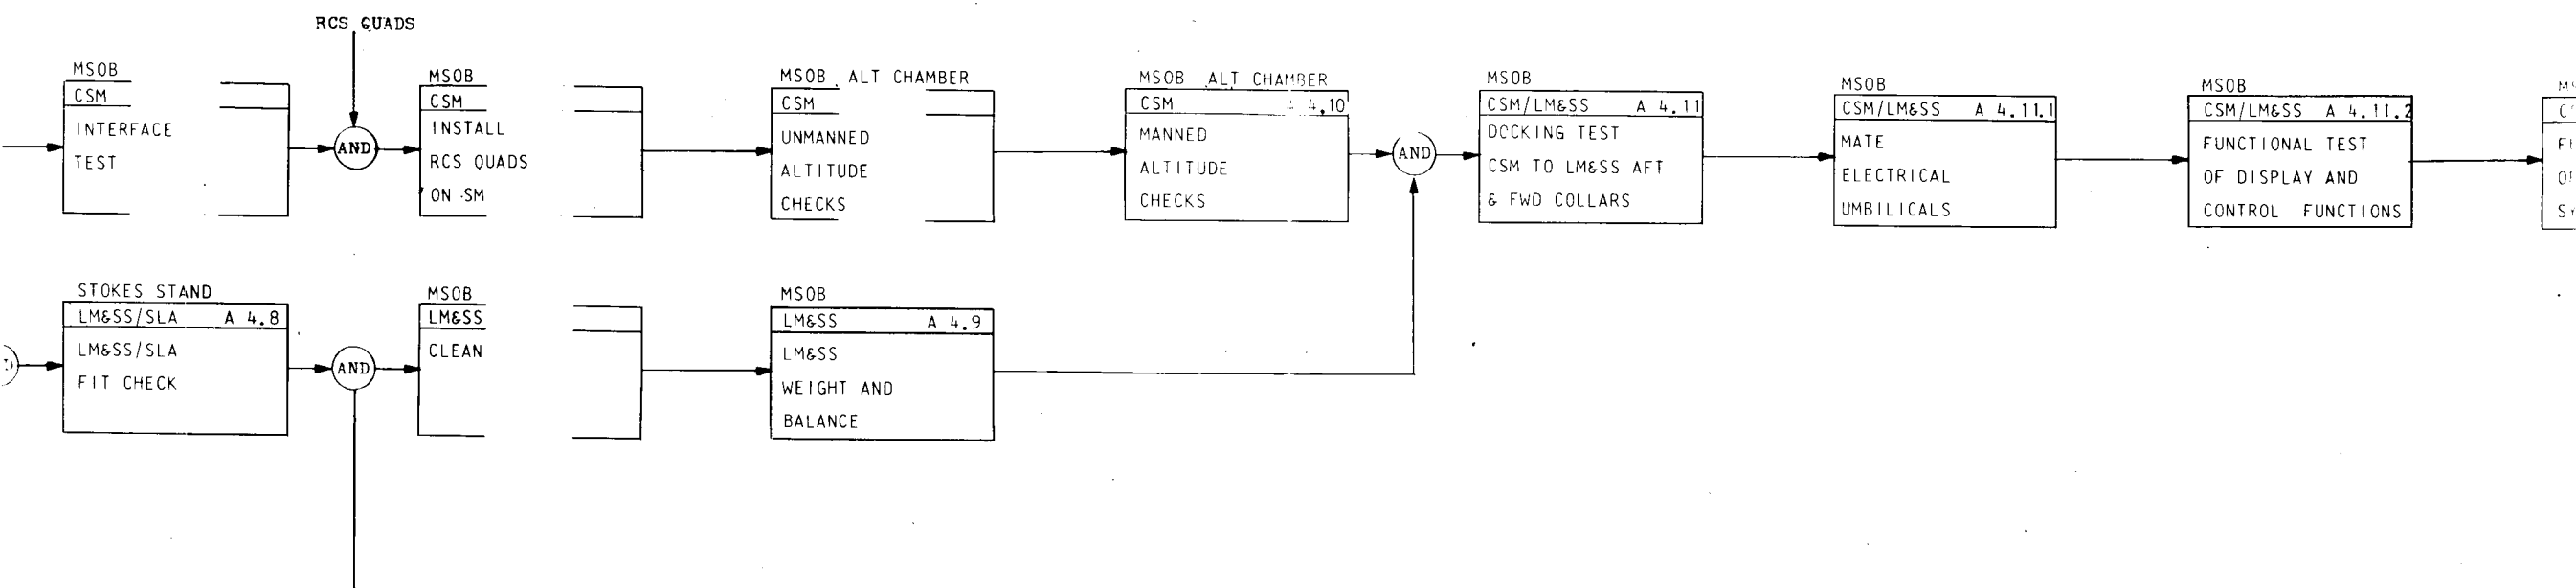 RCS QUADS
MSOB
CSM
INTERFACE
TEST
AND
MSOB
CSM
INSTALL
RCS QUADS
ON SM
MSOB ALT CHAMBER
CSM
UNMANNED
ALTITUDE
CHECKS
MSOB ALT CHAMBER
CSM A 4.10
MANNED
ALTITUDE
CHECKS
AND
MSOB
CSM/LM&SS A 4.11
DOCKING TEST
CSM TO LM&SS AFT
& FWD COLLARS
MSOB
CSM/LM&SS A 4.11.1
MATE
ELECTRICAL
UMBILICALS
MSOB
CSM/LM&SS A 4.11.2
FUNCTIONAL TEST
OF DISPLAY AND
CONTROL FUNCTIONS
STOKES STAND
LM&SS/SLA A 4.8
LM&SS/SLA
FIT CHECK
AND
MSOB
LM&SS
CLEAN
MSOB
LM&SS A 4.9
LM&SS
WEIGHT AND
BALANCE